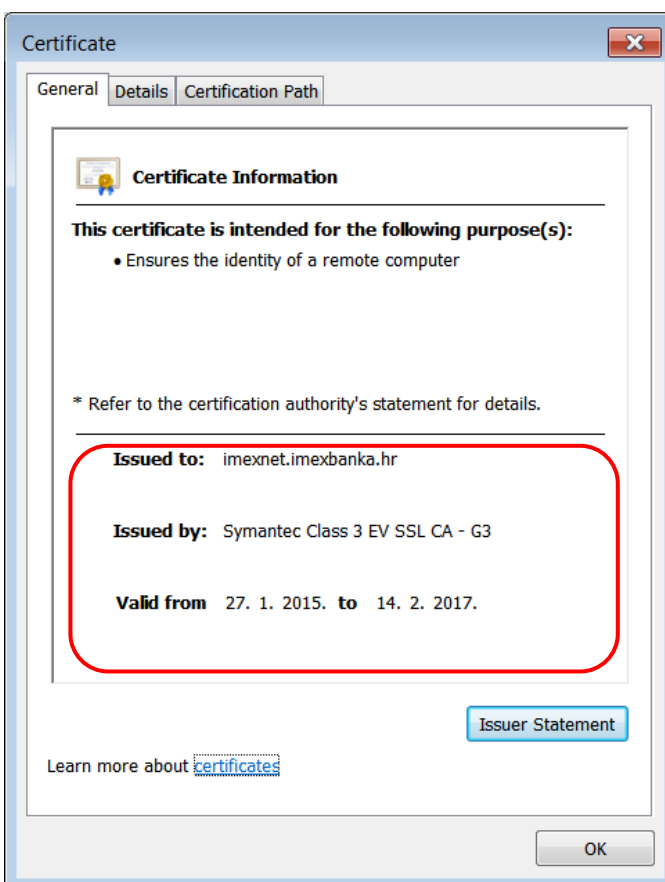 Certificate
General Details Certification Path
Certificate Information
This certificate is intended for the following purpose(s):
• Ensures the identity of a remote computer
* Refer to the certification authority's statement for details.
Issued to: imexnet.imexbanka.hr
Issued by: Symantec Class 3 EV SSL CA - G3
Valid from 27. 1. 2015. to 14. 2. 2017.
Issuer Statement
Learn more about certificates
OK